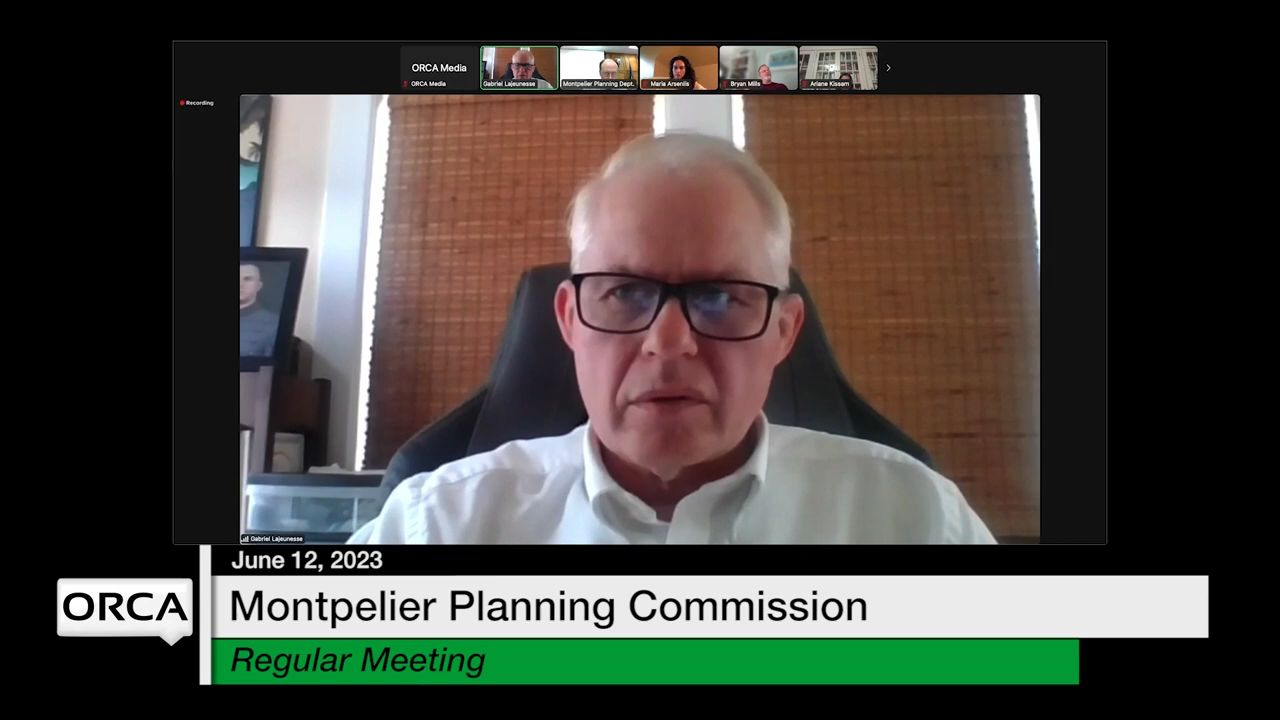 ORCA Media
ORCA Media
Gabriel Lajeunesse
Montpelier Planning Dept.
Maria Arsenlis
Bryan Mills
Ariane Kissam
Recording
Gabriel Lajeunesse
June 12, 2023
ORCA
Montpelier Planning Commission
Regular Meeting